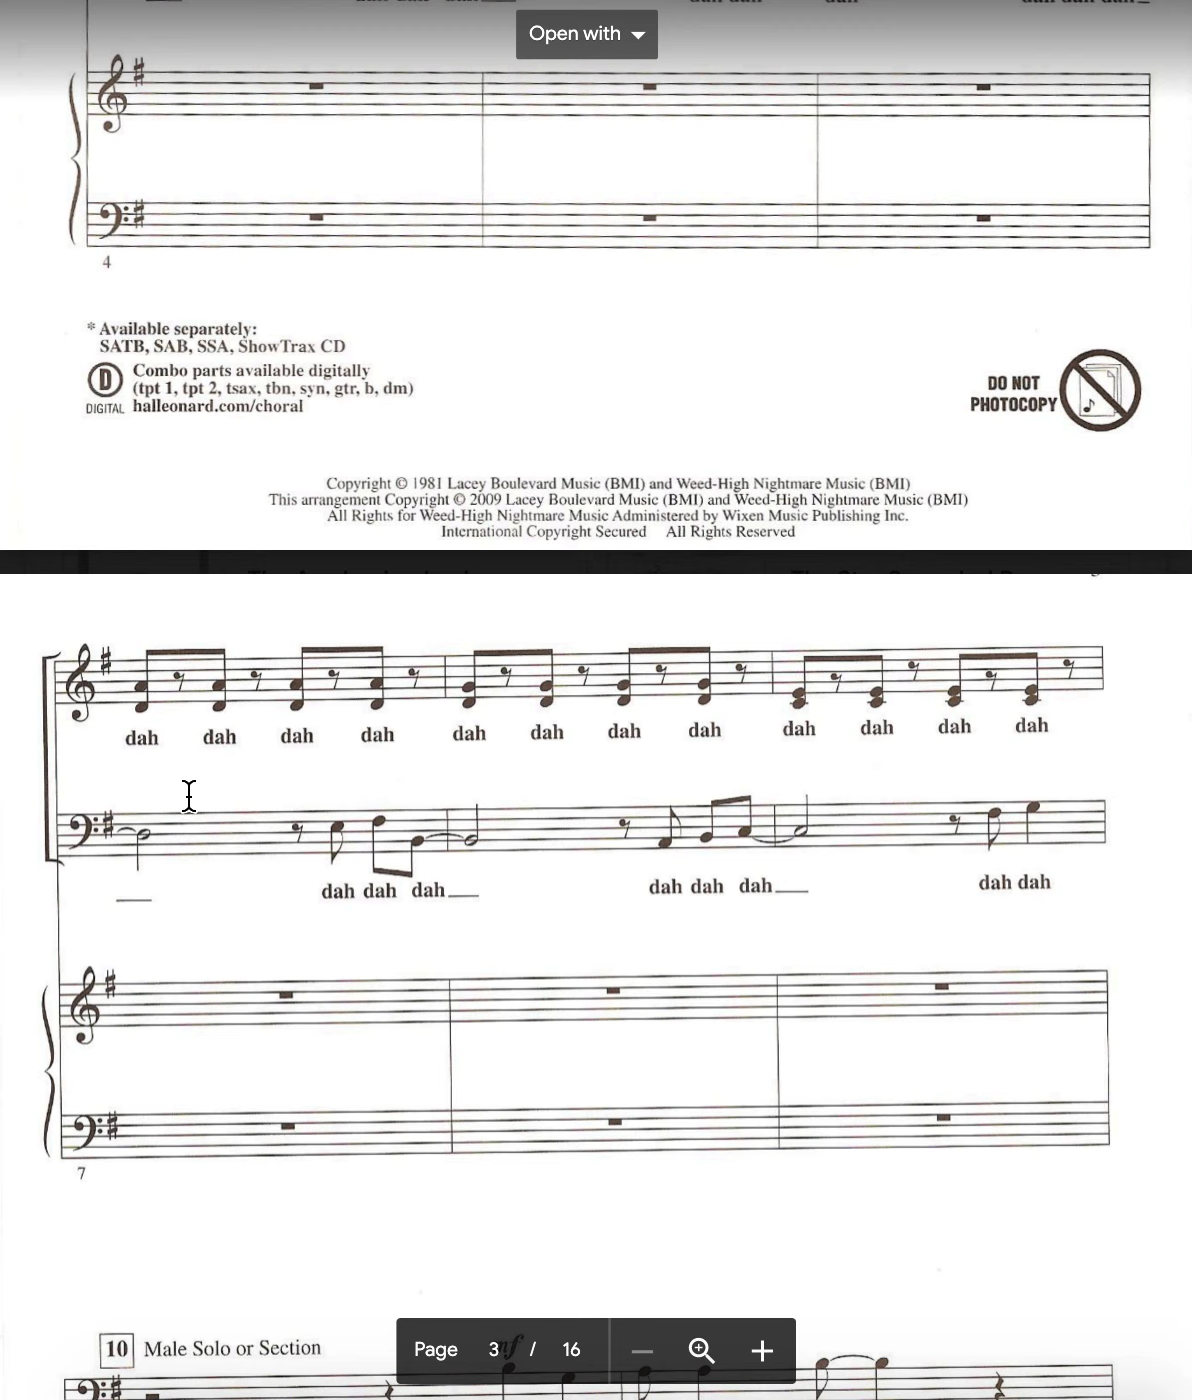 Open with
4
* Available separately:
SATB, SAB, SSA, ShowTrax CD
D
DIGITAL
Combo parts available digitally
(tpt 1, tpt 2, tsax, tbn, syn, gtr, b, dm)
halleonard.com/choral
DO NOT
PHOTOCOPY
Copyright © 1981 Lacey Boulevard Music (BMI) and Weed-High Nightmare Music (BMI)
This arrangement Copyright © 2009 Lacey Boulevard Music (BMI) and Weed-High Nightmare Music (BMI)
All Rights for Weed-High Nightmare Music Administered by Wixen Music Publishing Inc.
International Copyright Secured All Rights Reserved
dah dah dah dah dah dah dah dah dah dah dah dah
dah dah dah dah dah dah dah dah
7
10 Male Solo or Section
mf
Page 3 / 16